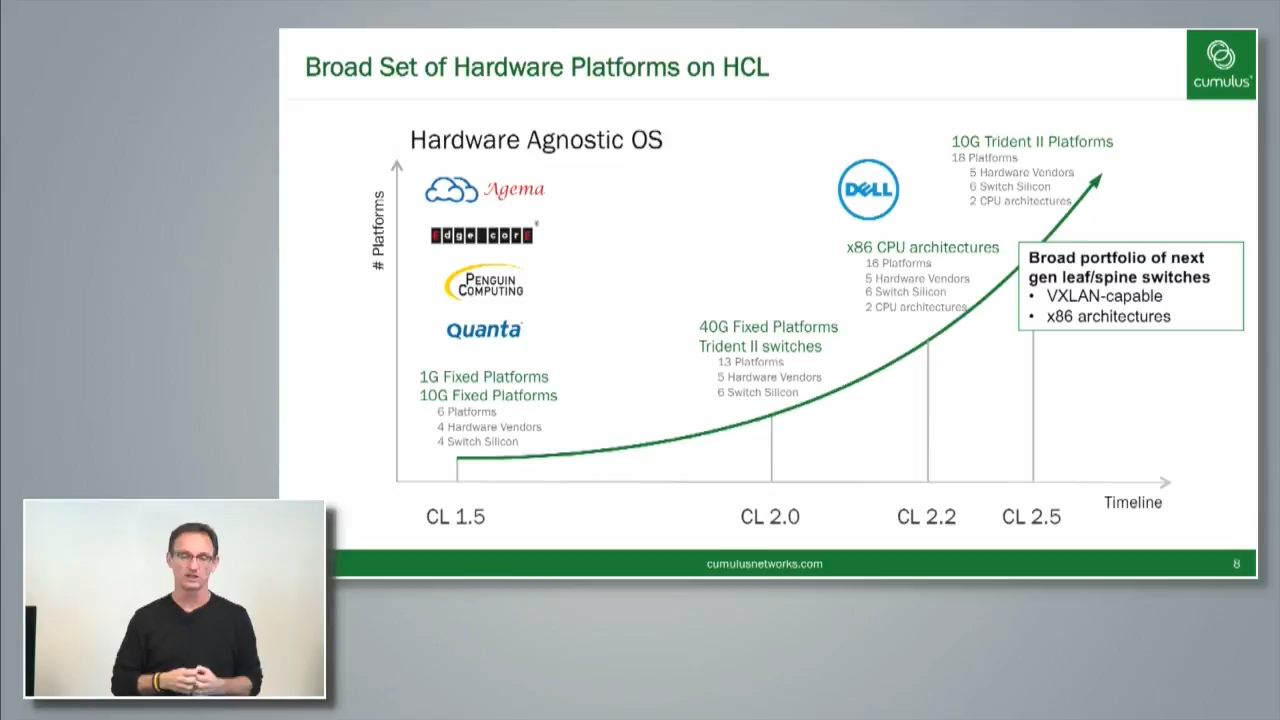 Broad Set of Hardware Platforms on HCL
cumulus
Hardware Agnostic OS
# Platforms
Agema
Edge-corE
PENGUIN
COMPUTING
QUANTA
DELL
1G Fixed Platforms
10G Fixed Platforms
6 Platforms
4 Hardware Vendors
4 Switch Silicon
40G Fixed Platforms
Trident II switches
13 Platforms
5 Hardware Vendors
6 Switch Silicon
x86 CPU architectures
16 Platforms
5 Hardware Vendors
6 Switch Silicon
2 CPU architectures
10G Trident II Platforms
18 Platforms
5 Hardware Vendors
6 Switch Silicon
2 CPU architectures
Broad portfolio of next
gen leaf/spine switches
• VXLAN-capable
• x86 architectures
Timeline
CL 1.5
CL 2.0
CL 2.2
CL 2.5
cumulusnetworks.com
8